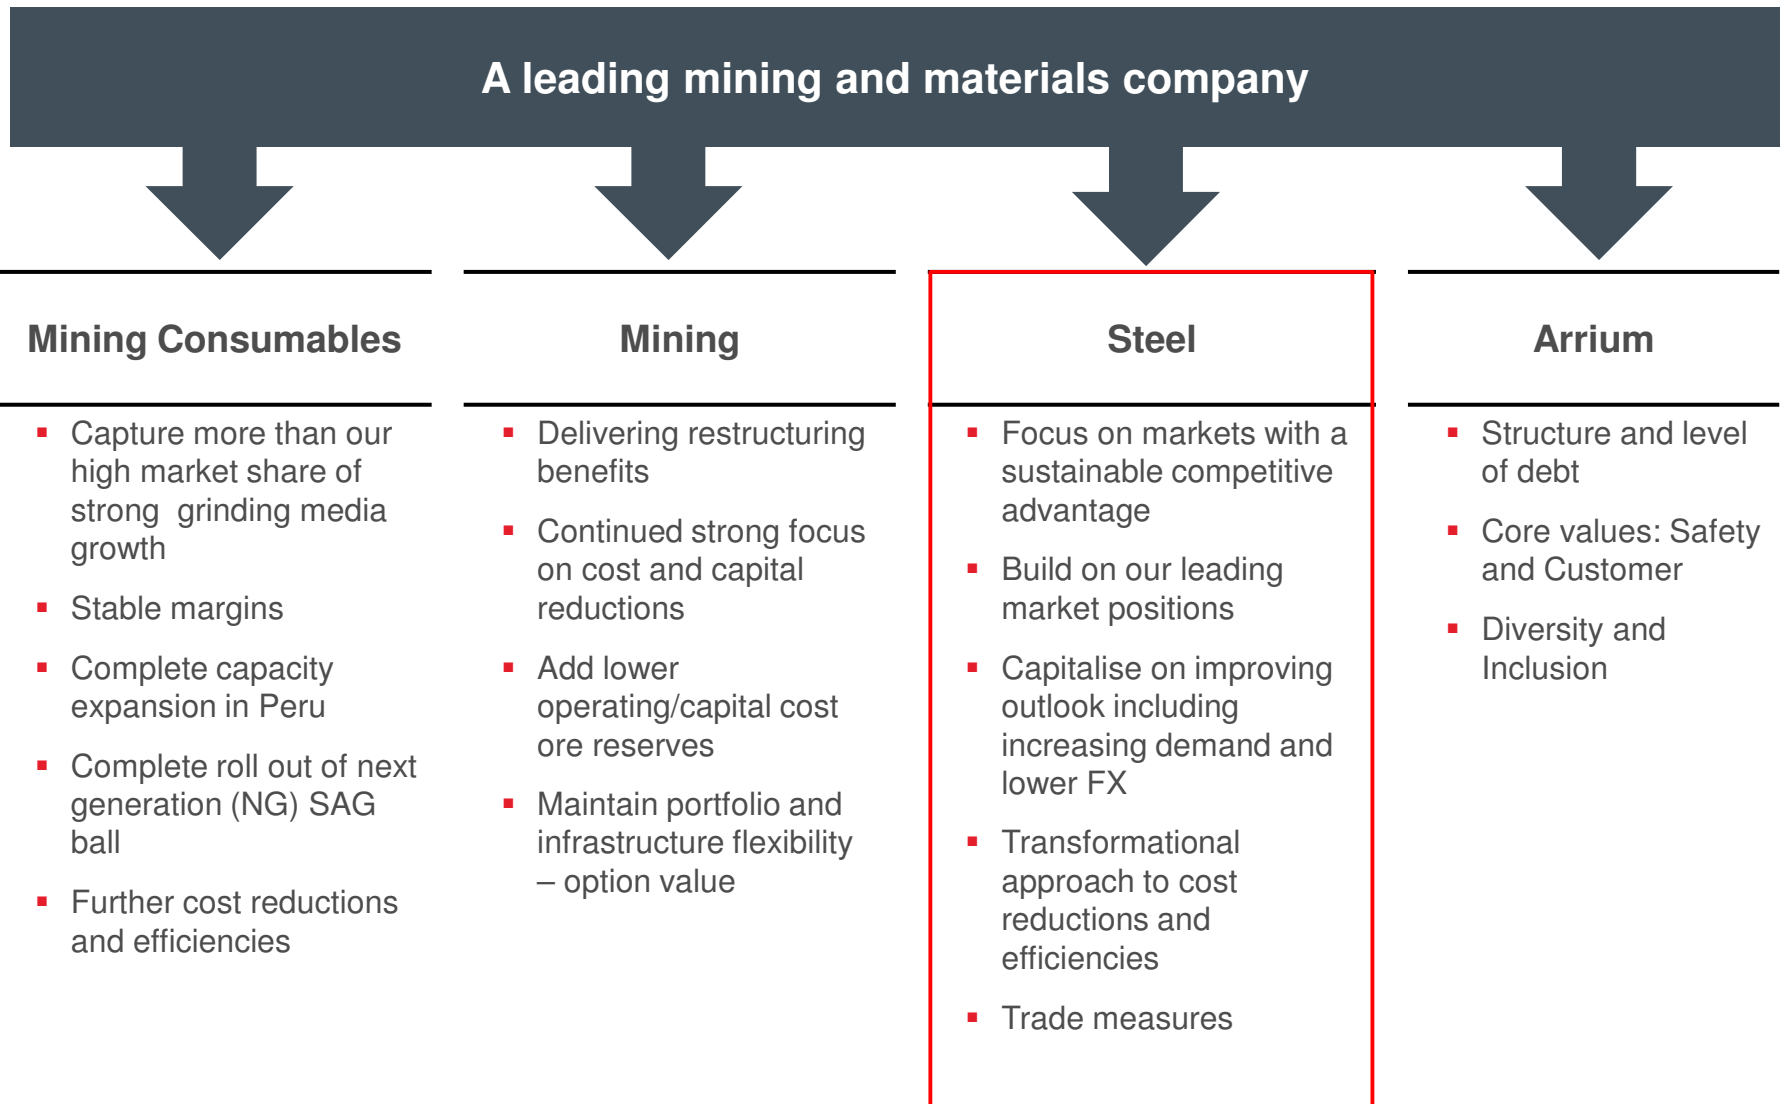 A leading mining and materials company
Mining Consumables
▪ Capture more than our
high market share of
strong grinding media
growth
▪ Stable margins
▪ Complete capacity
expansion in Peru
▪ Complete roll out of next
generation (NG) SAG
ball
▪ Further cost reductions
and efficiencies
Mining
▪ Delivering restructuring
benefits
▪ Continued strong focus
on cost and capital
reductions
▪ Add lower
operating/capital cost
ore reserves
▪ Maintain portfolio and
infrastructure flexibility
– option value
Steel
▪ Focus on markets with a
sustainable competitive
advantage
▪ Build on our leading
market positions
▪ Capitalise on improving
outlook including
increasing demand and
lower FX
▪ Transformational
approach to cost
reductions and
efficiencies
▪ Trade measures
Arrium
▪ Structure and level
of debt
▪ Core values: Safety
and Customer
▪ Diversity and
Inclusion